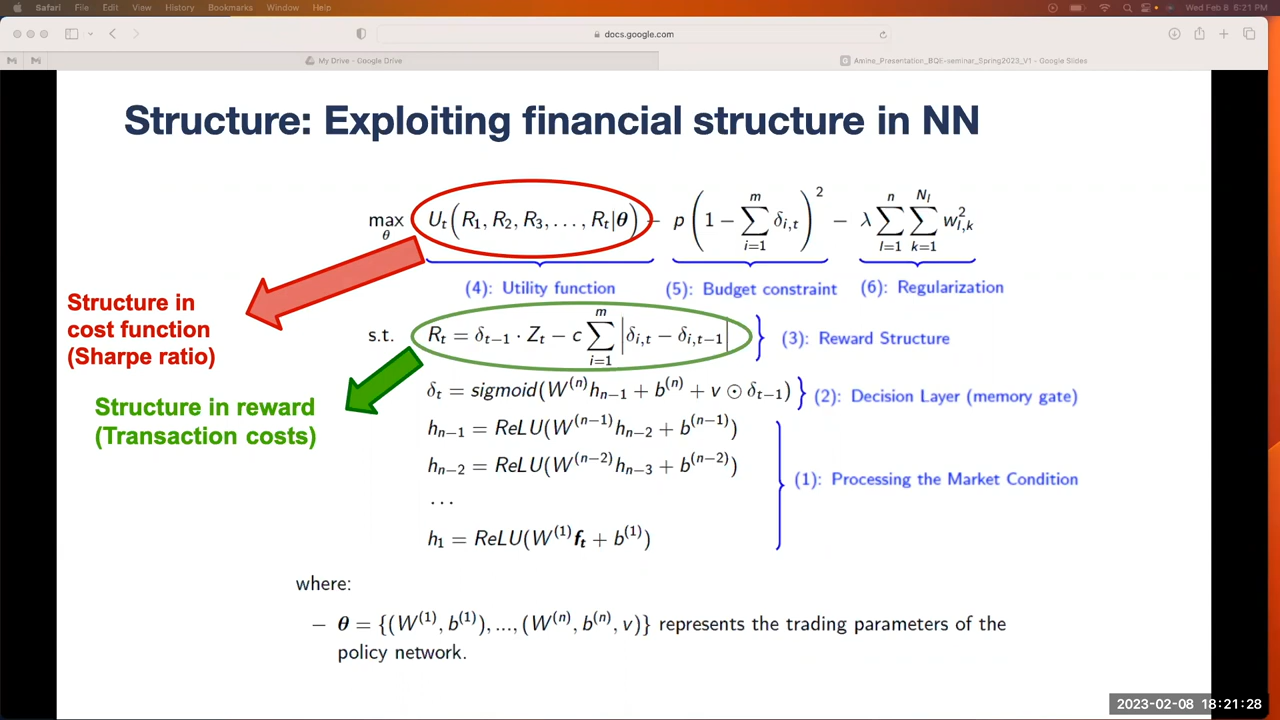 Safari File Edit View History Bookmarks Window Help Wed Feb 8 6:21 PM
docs.google.com
My Drive - Google Drive Amine_Presentation_BQE-seminar_Spring2023_V1 - Google Slides
Structure: Exploiting financial structure in NN
max_θ U_t(R_1, R_2, R_3, . . . , R_t|θ) − p (1 − ∑_{i=1}^{m} δ_{i,t})^2 − λ ∑_{l=1}^{n} ∑_{k=1}^{N_l} w_{l,k}^2
(4): Utility function (5): Budget constraint (6): Regularization
Structure in
cost function
(Sharpe ratio)
s.t. R_t = δ_{t−1} · Z_t − c ∑_{i=1}^{m} |δ_{i,t} − δ_{i,t−1}| (3): Reward Structure
Structure in reward
(Transaction costs)
δ_t = sigmoid(W^{(n)}h_{n−1} + b^{(n)} + v ⊙ δ_{t−1}) (2): Decision Layer (memory gate)
h_{n−1} = ReLU(W^{(n−1)}h_{n−2} + b^{(n−1)})
h_{n−2} = ReLU(W^{(n−2)}h_{n−3} + b^{(n−2)})
(1): Processing the Market Condition
. . .
h_1 = ReLU(W^{(1)}f_t + b^{(1)})
where:
− θ = {(W^{(1)}, b^{(1)}), ..., (W^{(n)}, b^{(n)}, v)} represents the trading parameters of the
policy network.
2023-02-08 18:21:28